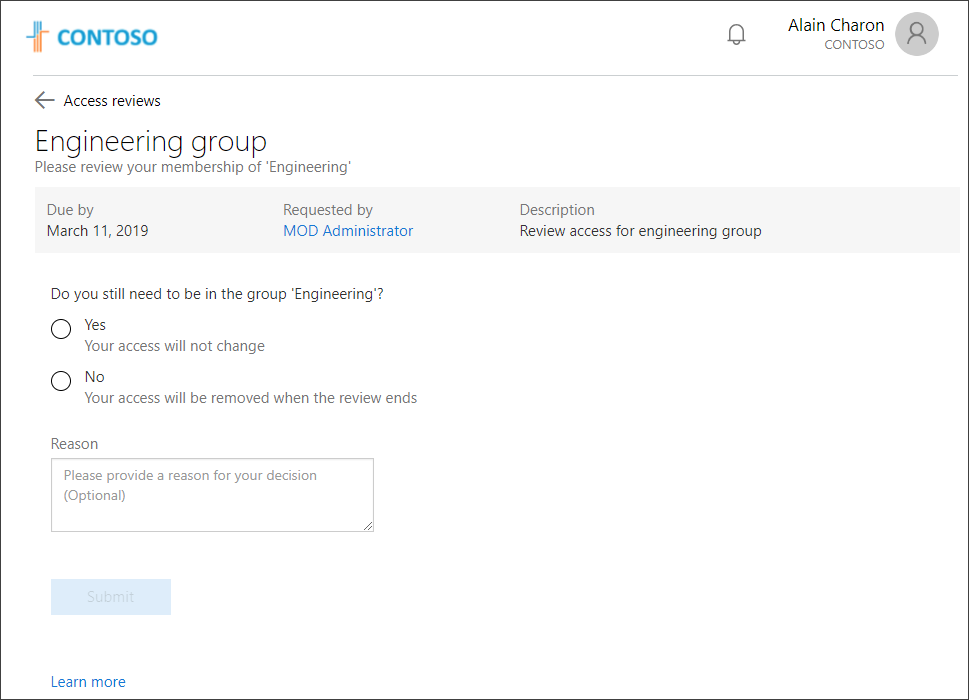 CONTOSO
Alain Charon
CONTOSO
Access reviews
Engineering group
Please review your membership of 'Engineering'
Due by
March 11, 2019
Requested by
MOD Administrator
Description
Review access for engineering group
Do you still need to be in the group 'Engineering'?
Yes
Your access will not change
No
Your access will be removed when the review ends
Reason
Please provide a reason for your decision
(Optional)
Submit
Learn more